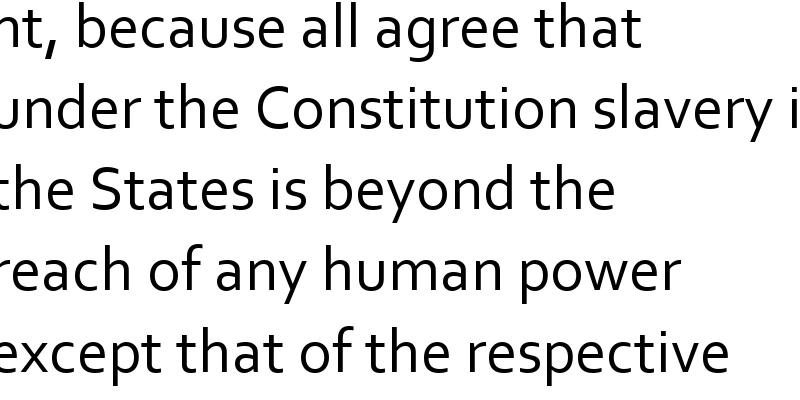 nt, because all agree that
under the Constitution slavery i
the States is beyond the
reach of any human power
except that of the respective